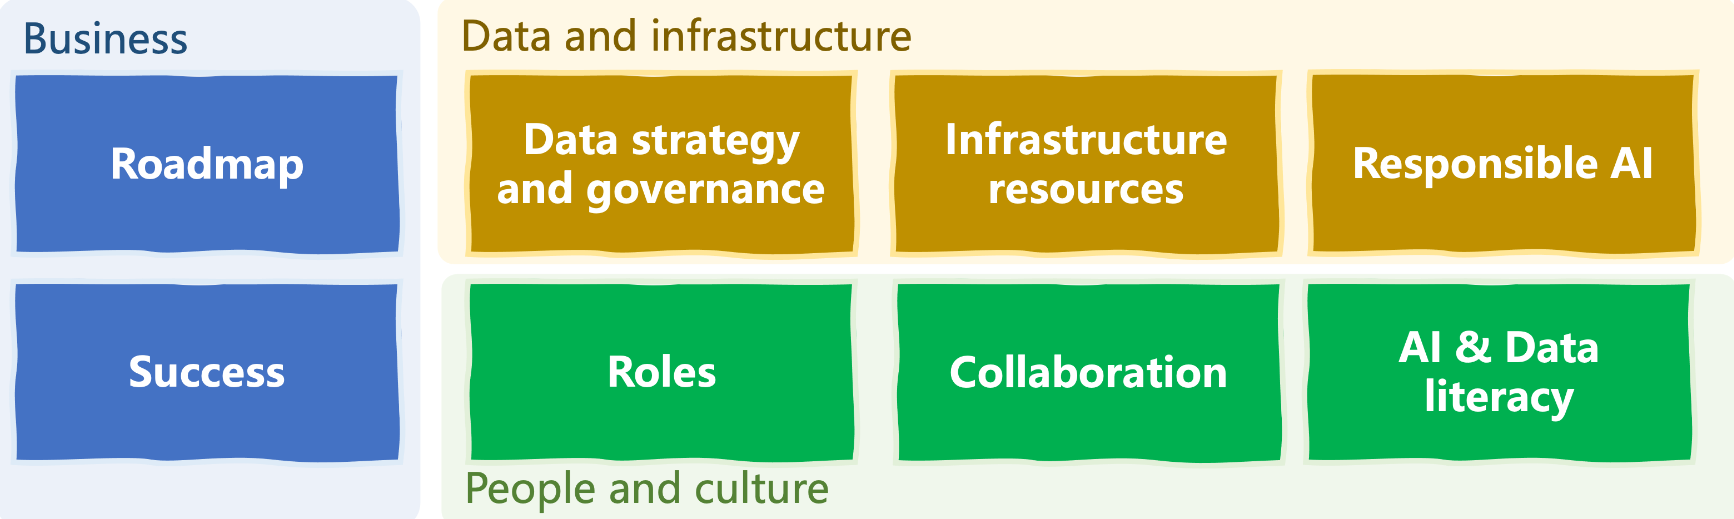 Business
Roadmap
Success
Data and infrastructure
Data strategy
and governance
Infrastructure
resources
Responsible AI
Roles
Collaboration
AI & Data
literacy
People and culture